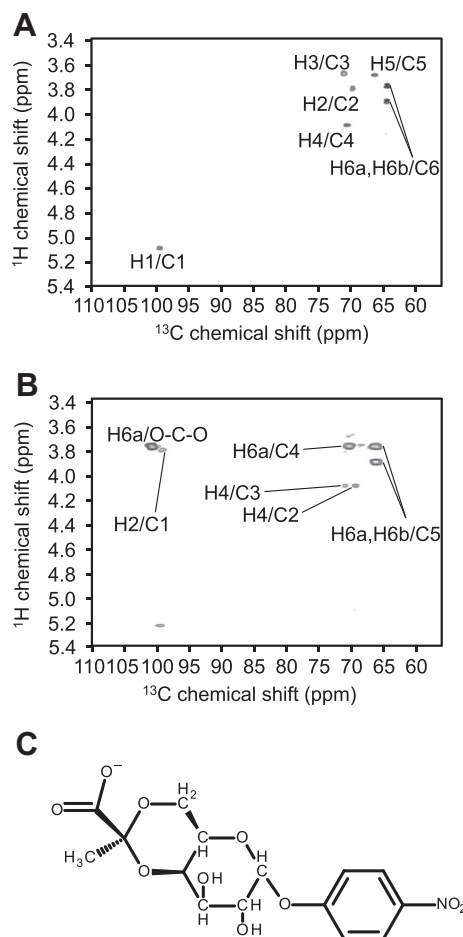 A
3.4
3.6
3.8
4.0
4.2
4.4
4.6
4.8
5.0
5.2
5.4
¹H chemical shift (ppm)
H3/C3
H5/C5
H2/C2
H4/C4
H6a,H6b/C6
H1/C1
110 105 100 95 90 85 80 75 70 65 60
¹³C chemical shift (ppm)
B
3.4
3.6
3.8
4.0
4.2
4.4
4.6
4.8
5.0
5.2
5.4
¹H chemical shift (ppm)
H6a/O-C-O
H6a/C4
H4/C3
H4/C2
H2/C1
H6a,H6b/C5
110 105 100 95 90 85 80 75 70 65 60
¹³C chemical shift (ppm)
C
O⁻
H₂
O
O
C
H₃C
H
O
H
O
OH
H
H
O
NO₂
OH